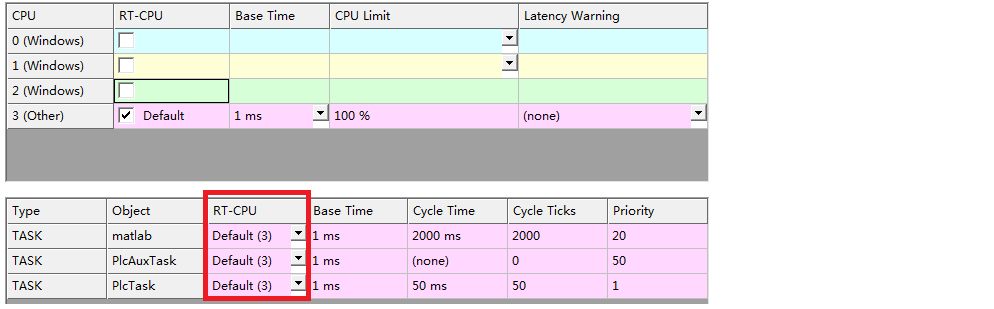 CPU RT-CPU Base Time CPU Limit Latency Warning
0 (Windows)
1 (Windows)
2 (Windows)
3 (Other) Default 1 ms 100 % (none)
Type Object RT-CPU Base Time Cycle Time Cycle Ticks Priority
TASK matlab Default (3) 1 ms 2000 ms 2000 20
TASK PlcAuxTask Default (3) 1 ms (none) 0 50
TASK PlcTask Default (3) 1 ms 50 ms 50 1